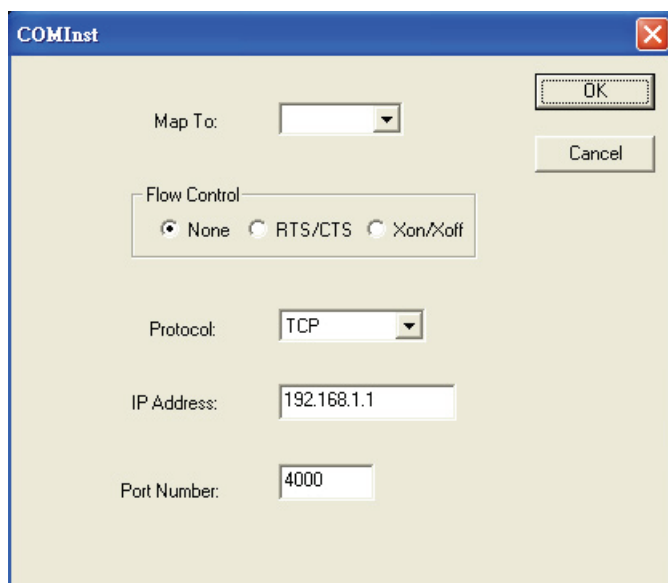 COMInst
OK
Map To:
Cancel
Flow Control
None RTS/CTS Xon/Xoff
Protocol: TCP
IP Address: 192.168.1.1
Port Number: 4000